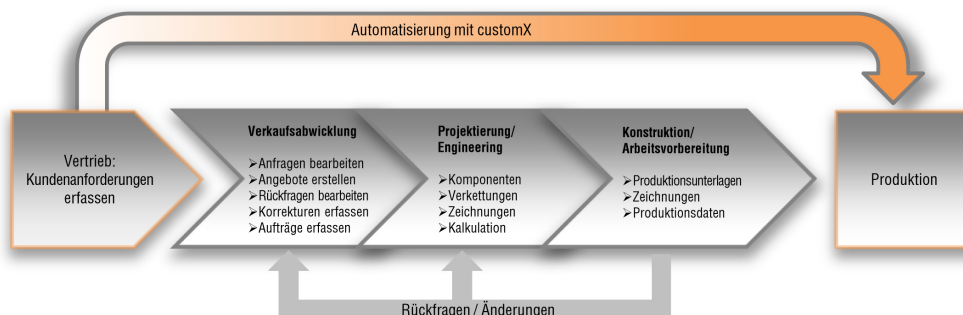 Automatisierung mit customX
Vertrieb:
Kundenanforderungen
erfassen
Verkaufsabwicklung
➢Anfragen bearbeiten
➢Angebote erstellen
➢Rückfragen bearbeiten
➢Korrekturen erfassen
➢Aufträge erfassen
Projektierung/
Engineering
➢Komponenten
➢Verkettungen
➢Zeichnungen
➢Kalkulation
Konstruktion/
Arbeitsvorbereitung
➢Produktionsunterlagen
➢Zeichnungen
➢Produktionsdaten
Produktion
Rückfragen / Änderungen